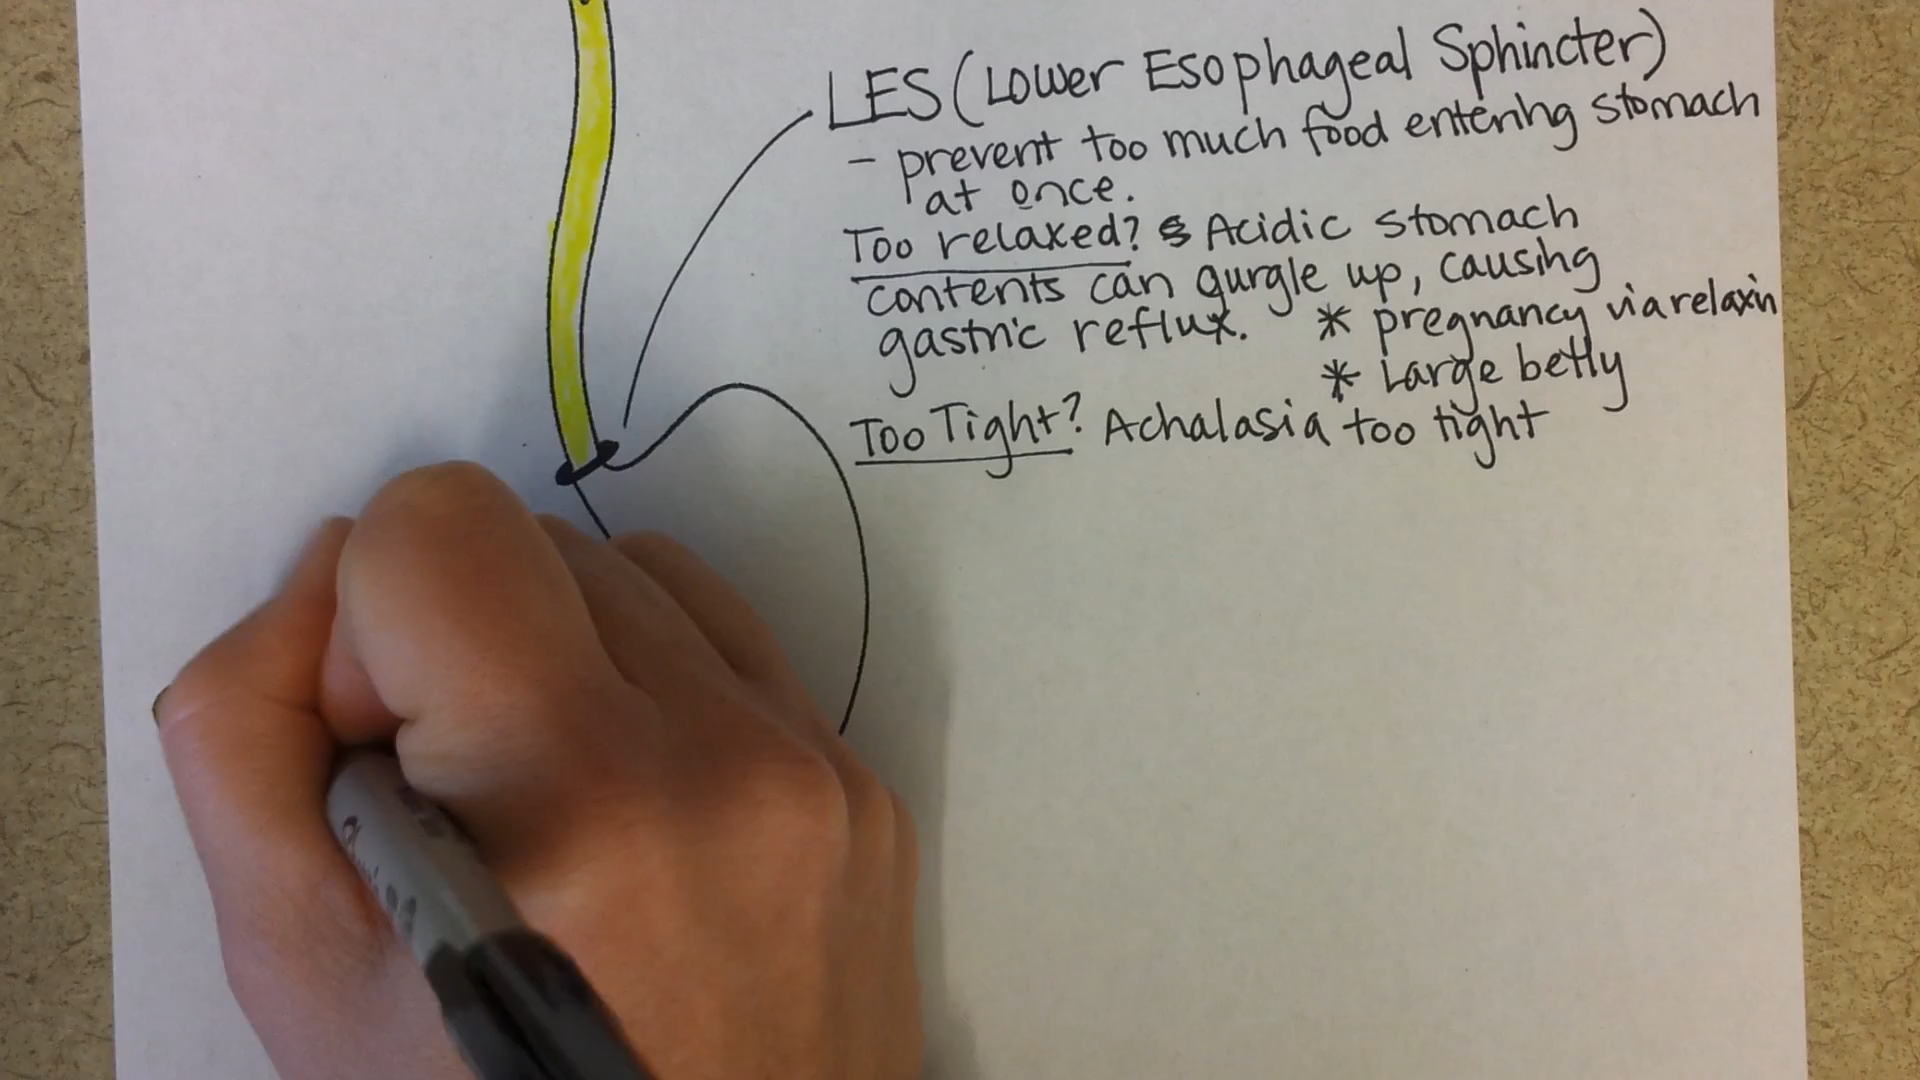 LES (Lower Esophageal Sphincter)
- prevent too much food entering stomach
at once.
Too relaxed? Acidic stomach
contents can gurgle up, causing
gastric reflux. * pregnancy via relaxin
* Large belly
Too Tight? Achalasia too tight